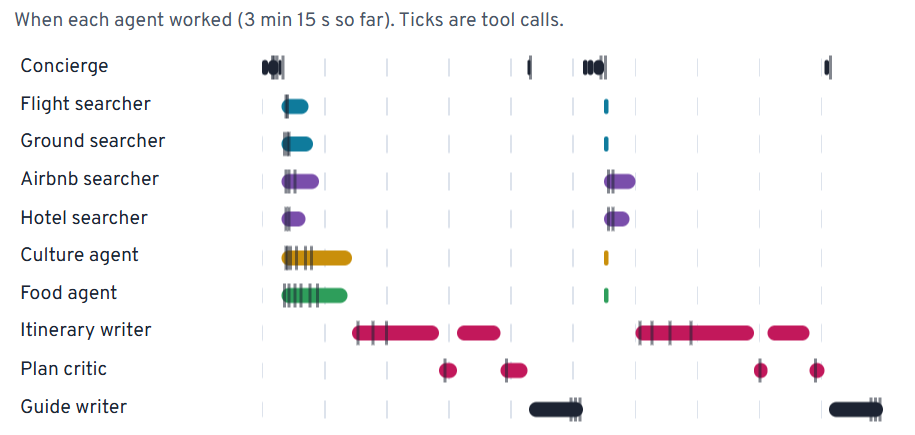 When each agent worked (3 min 15 s so far). Ticks are tool calls.
Concierge
Flight searcher
Ground searcher
Airbnb searcher
Hotel searcher
Culture agent
Food agent
Itinerary writer
Plan critic
Guide writer